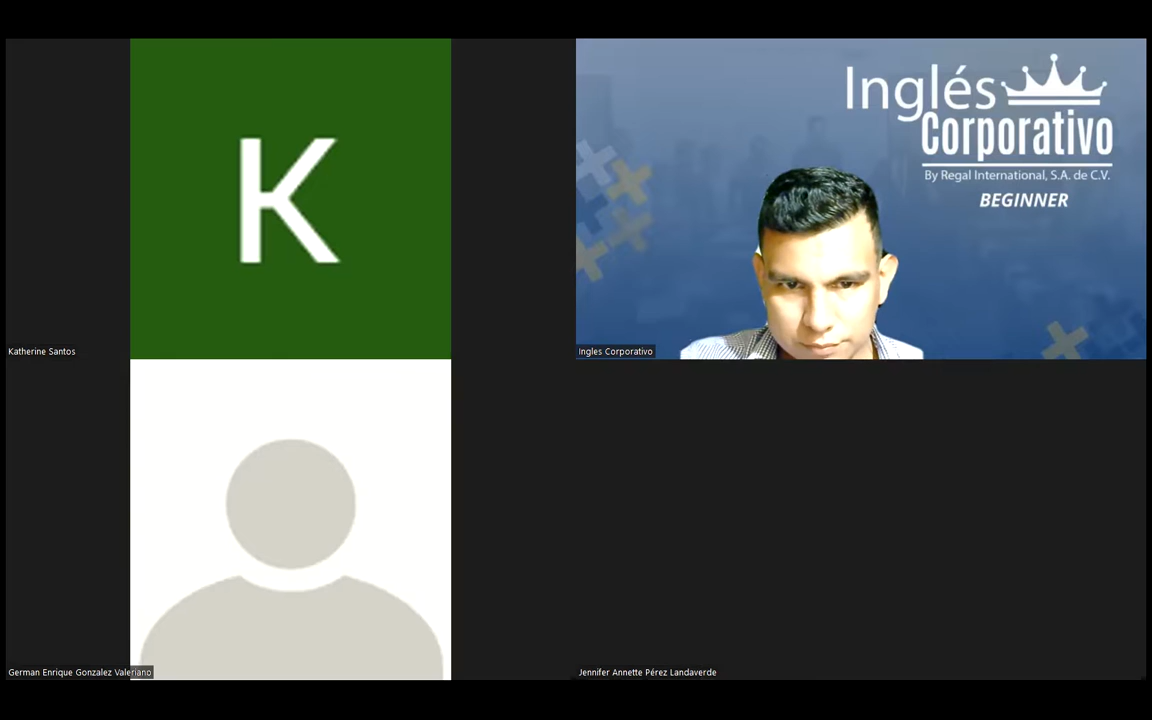 K
Katherine Santos
Inglés
Corporativo
By Regal International, S.A. de C.V.
BEGINNER
Ingles Corporativo
German Enrique Gonzalez Valeriano
Jennifer Annette Pérez Landaverde